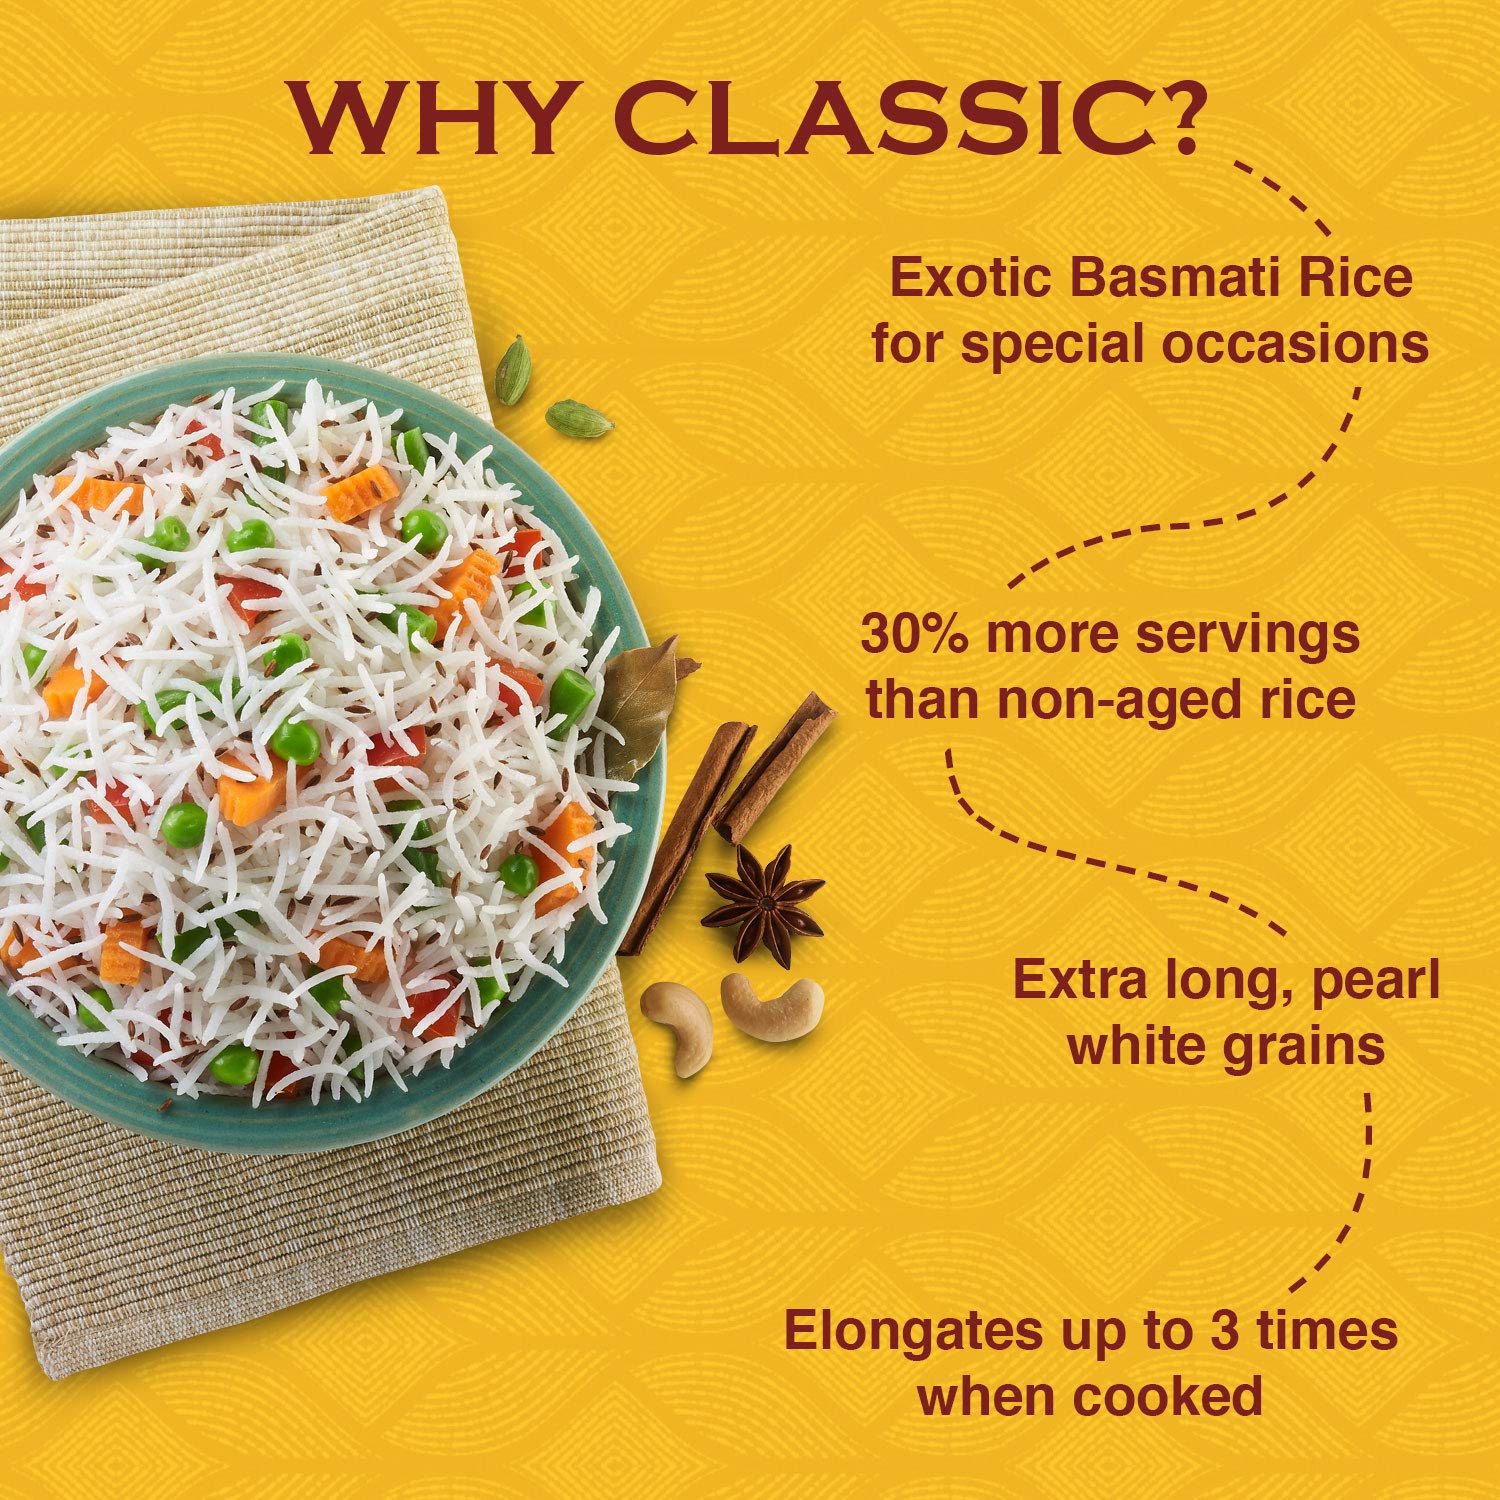 WHY CLASSIC?
Exotic Basmati Rice
for special occasions
30% more servings
than non-aged rice
Extra long, pearl
white grains
Elongates up to 3 times
when cooked